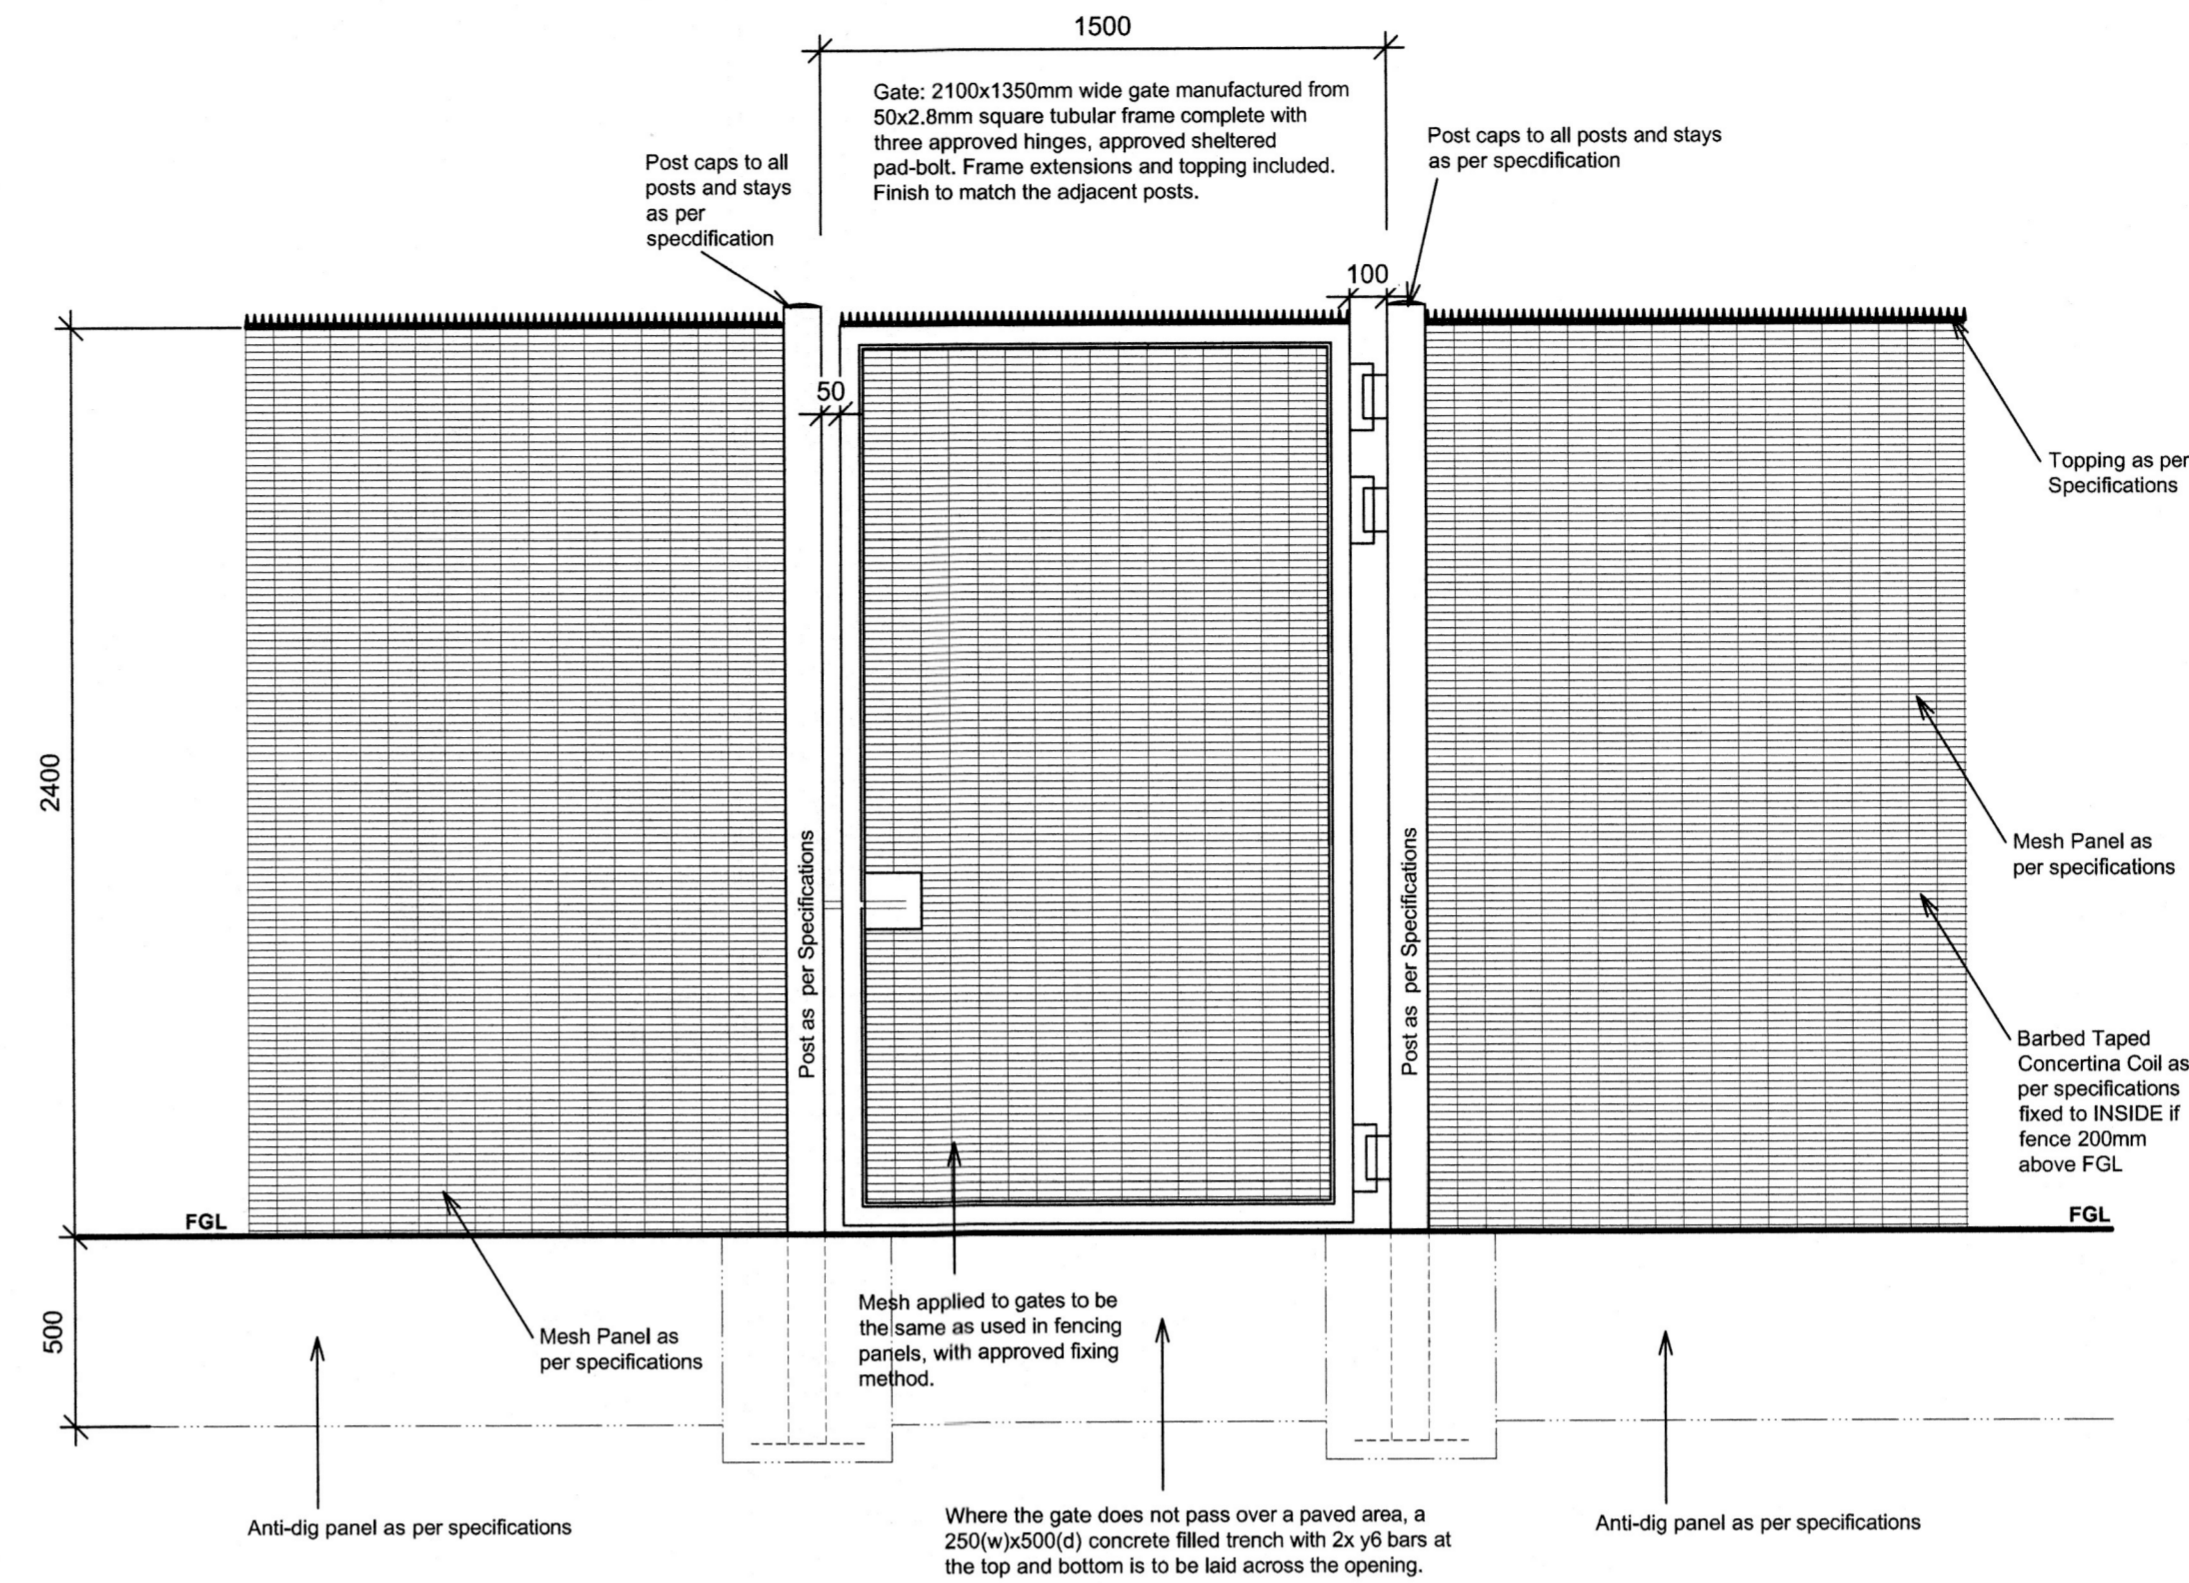 1500
Gate: 2100x1350mm wide gate manufactured from
50x2.8mm square tubular frame complete with
three approved hinges, approved sheltered
pad-bolt. Frame extensions and topping included.
Finish to match the adjacent posts.
Post caps to all
posts and stays
as per
specdification
Post caps to all posts and stays
as per specdification
100
50
Topping as per
Specifications
2400
Post as per Specifications
Post as per Specifications
Mesh Panel as
per specifications
Barbed Taped
Concertina Coil as
per specifications
fixed to INSIDE if
fence 200mm
above FGL
FGL
FGL
500
Mesh Panel as
per specifications
Mesh applied to gates to be
the same as used in fencing
panels, with approved fixing
method.
Anti-dig panel as per specifications
Where the gate does not pass over a paved area, a
250(w)x500(d) concrete filled trench with 2x y6 bars at
the top and bottom is to be laid across the opening.
Anti-dig panel as per specifications